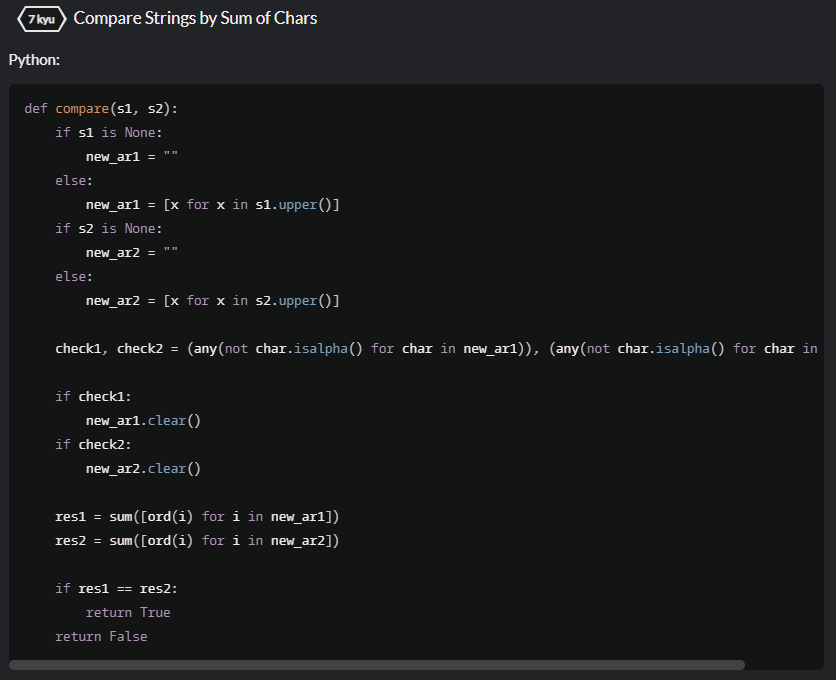 7 kyu Compare Strings by Sum of Chars
Python:
def compare(s1, s2):
    if s1 is None:
        new_ar1 = ""
    else:
        new_ar1 = [x for x in s1.upper()]
    if s2 is None:
        new_ar2 = ""
    else:
        new_ar2 = [x for x in s2.upper()]
    check1, check2 = (any(not char.isalpha() for char in new_ar1)), (any(not char.isalpha() for char in
    if check1:
        new_ar1.clear()
    if check2:
        new_ar2.clear()
    res1 = sum([ord(i) for i in new_ar1])
    res2 = sum([ord(i) for i in new_ar2])
    if res1 == res2:
        return True
    return False